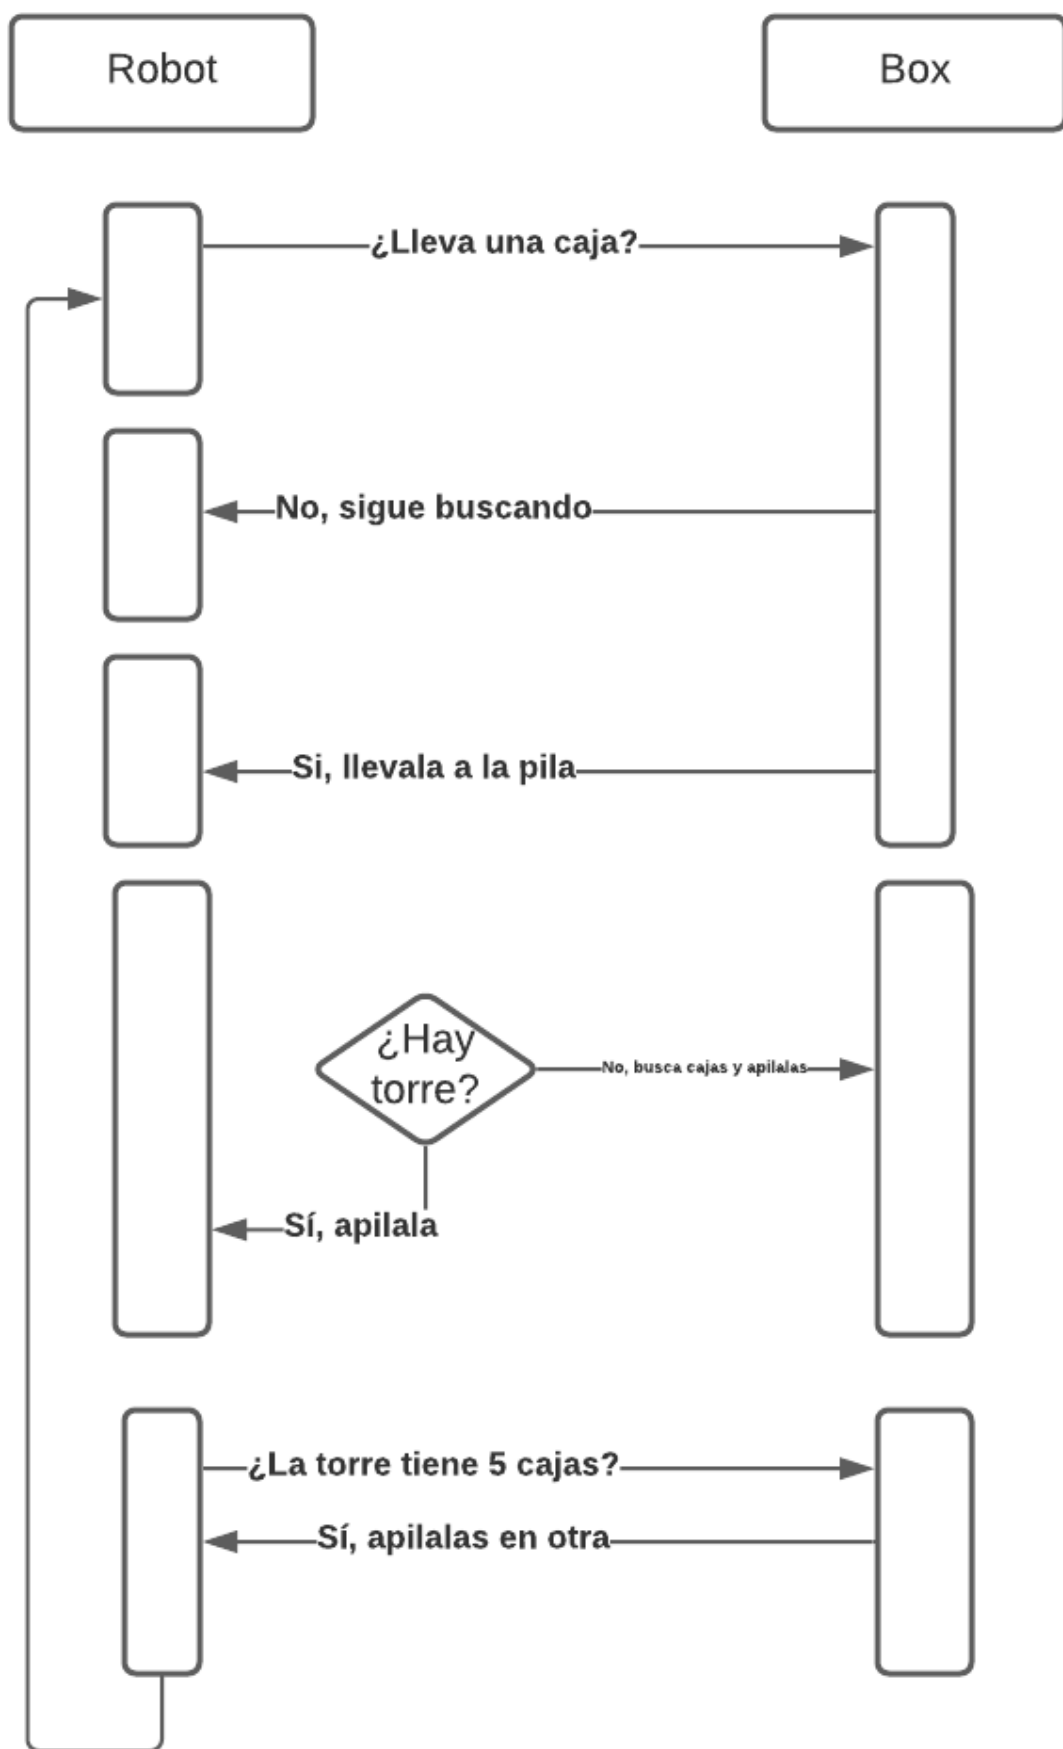 Robot
Box
¿Lleva una caja?
No, sigue buscando
Si, llevala a la pila
¿Hay
torre?
No, busca cajas y apilalas
Sí, apilala
¿La torre tiene 5 cajas?
Sí, apilalas en otra